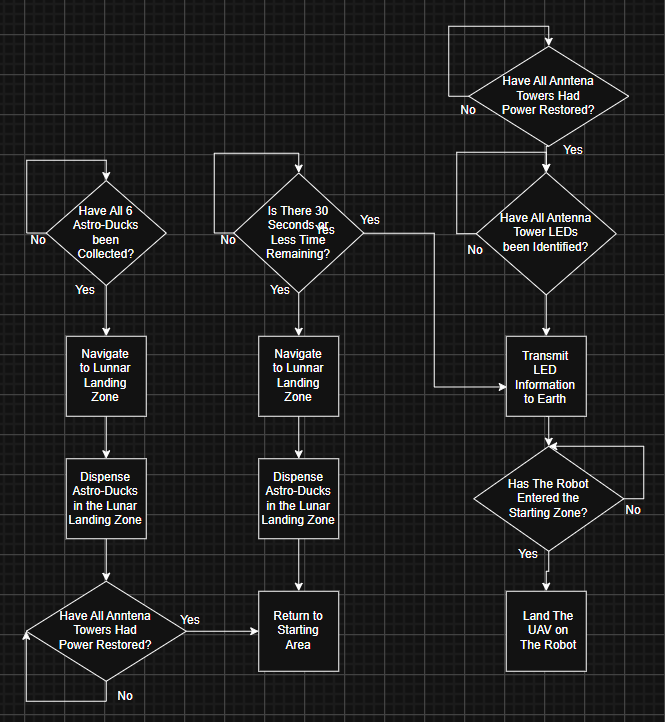 Have All Anntena
Towers Had
Power Restored?
No
Yes
Have All 6
Astro-Ducks
been
Collected?
No
Yes
Is There 30
Seconds or
Less Time
Remaining?
Yes
Yes
No
Yes
Have All Antenna
Tower LEDs
been Identified?
No
Navigate
to Lunnar
Landing
Zone
Navigate
to Lunnar
Landing
Zone
Transmit
LED
Information
to Earth
Dispense
Astro-Ducks
in the Lunar
Landing Zone
Dispense
Astro-Ducks
in the Lunar
Landing Zone
Has The Robot
Entered the
Starting Zone?
No
Yes
Have All Anntena
Towers Had
Power Restored?
Yes
No
Return to
Starting
Area
Land The
UAV on
The Robot